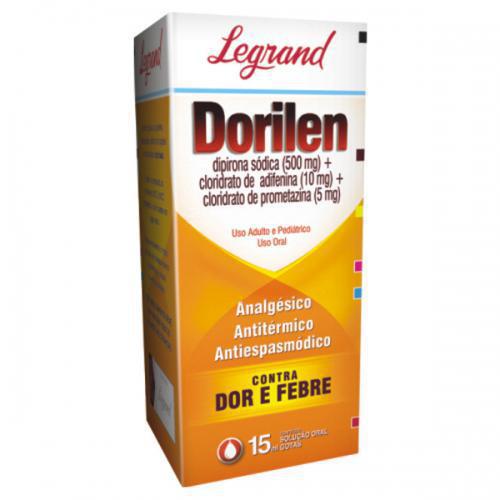 Legrand
Dorilen
dipirona sódica (500 mg) +
cloridrato de adifenina (10 mg) +
cloridrato de prometazina (5 mg)
Uso Adulto e Pediátrico
Uso Oral
Analgésico
Antitérmico
Antiespasmódico
CONTRA
DOR E FEBRE
15 ml
SOLUÇÃO ORAL
GOTAS
Legrand